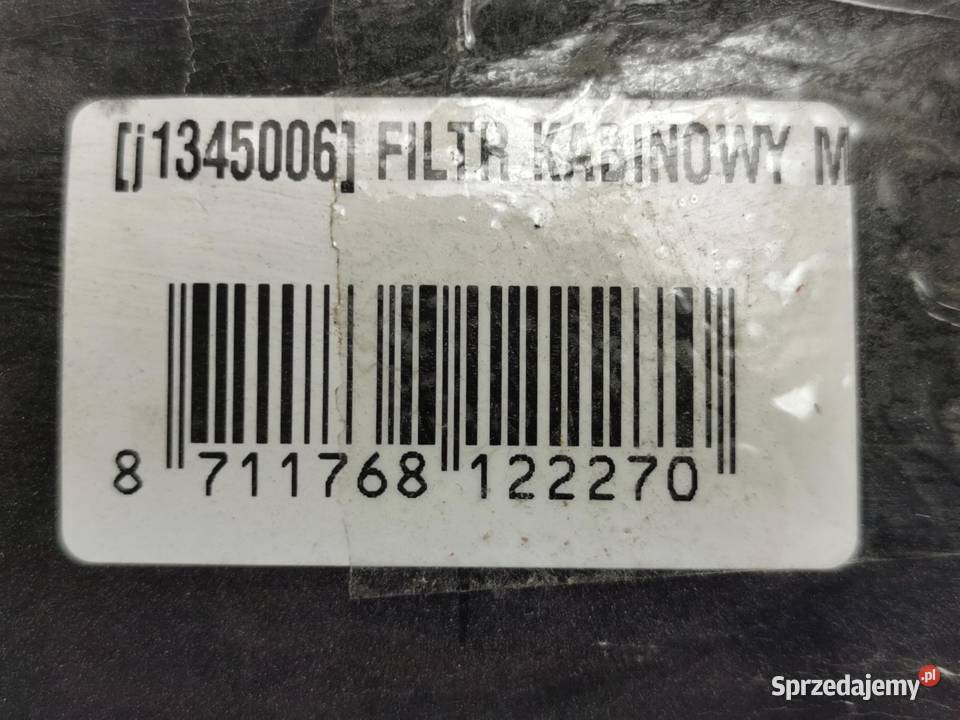 [j1345006] FILTR KABINOWY M
8 711768 122270
Sprzedajemy.pl